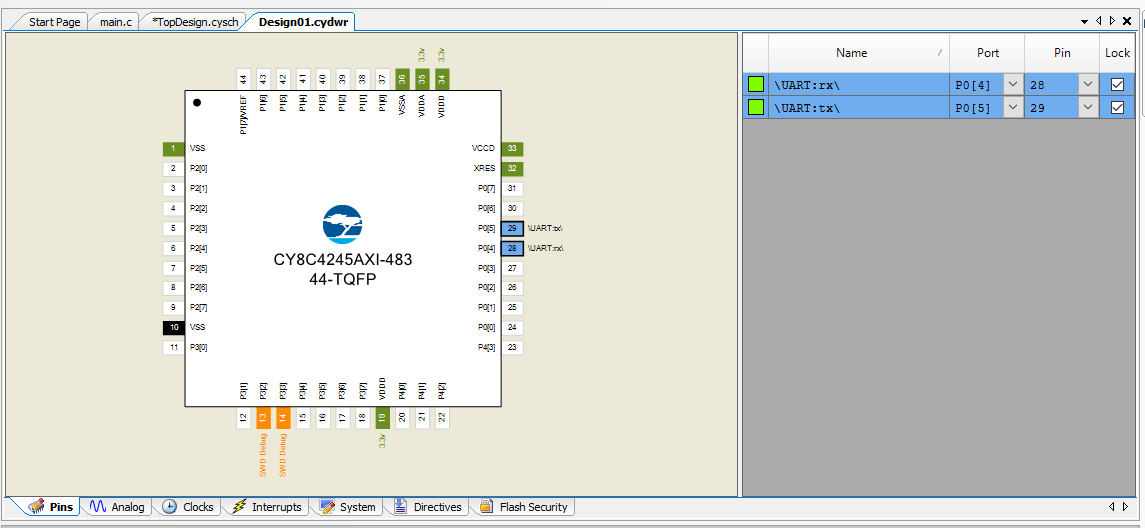 Start Page main.c *TopDesign.cysch Design01.cydwr
Name / Port Pin Lock
\UART:rx\ P0[4] 28
\UART:tx\ P0[5] 29
3.3v 3.3v
44 43 42 41 40 39 38 37 36 35 34
P1[7]/VREF P1[6] P1[5] P1[4] P1[3] P1[2] P1[1] P1[0] VSSA VDDA VDDD
1 VSS VCCD 33
2 P2[0] XRES 32
3 P2[1] P0[7] 31
4 P2[2] P0[6] 30
5 P2[3] P0[5] 29 \UART:tx\
6 P2[4] P0[4] 28 \UART:rx\
7 P2[5] P0[3] 27
8 P2[6] P0[2] 26
9 P2[7] P0[1] 25
10 VSS P0[0] 24
11 P3[0] P4[3] 23
CY8C4245AXI-483
44-TQFP
P3[1] P3[2] P3[3] P3[4] P3[5] P3[6] P3[7] VDDD P4[0] P4[1] P4[2]
12 13 14 15 16 17 18 19 20 21 22
SWD Debug SWD Debug 3.3v
Pins Analog Clocks Interrupts System Directives Flash Security